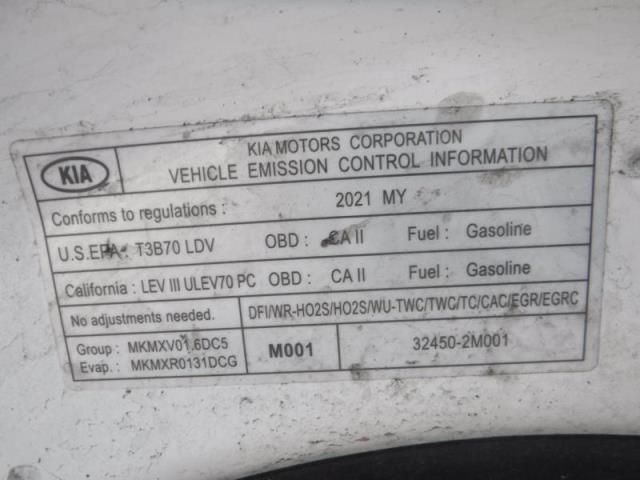 KIA
KIA MOTORS CORPORATION
VEHICLE EMISSION CONTROL INFORMATION
Conforms to regulations : 2021 MY
U.S.EPA : T3B70 LDV OBD : CA II Fuel : Gasoline
California : LEV III ULEV70 PC OBD : CA II Fuel : Gasoline
No adjustments needed. DFI/WR-HO2S/HO2S/WU-TWC/TWC/TC/CAC/EGR/EGRC
Group : MKMXV01.6DC5 M001 32450-2M001
Evap. : MKMXR0131DCG